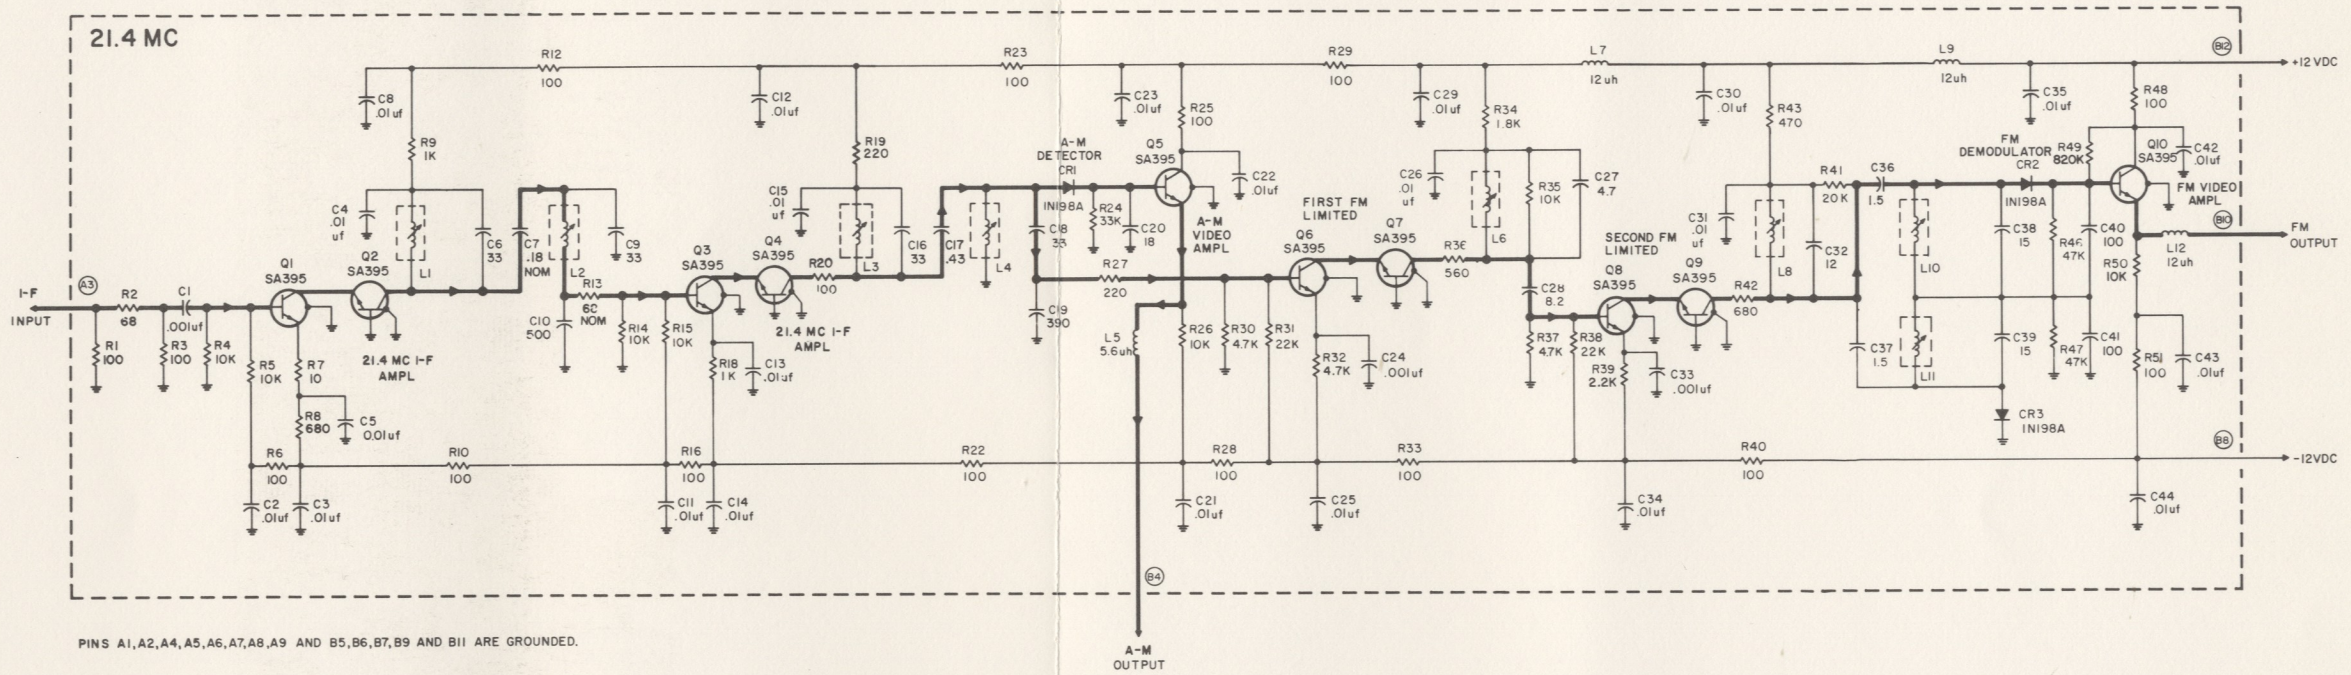 21.4 MC
R12
100
R23
100
R29
100
L7
12uh
L9
12uh
B12
+12VDC
C8
.01uf
C12
.01uf
C23
.01uf
R25
100
C29
.01uf
R34
1.8K
C30
.01uf
R43
470
C35
.01uf
R48
100
R9
1K
R19
220
A-M
DETECTOR
CR1
IN198A
Q5
SA395
C22
.01uf
C26
.01
uf
L6
R35
10K
C27
4.7
FM
DEMODULATOR
CR2
IN198A
R49
820K
Q10
SA395
C42
.01uf
FM VIDEO
AMPL
C4
.01
uf
L1
C6
33
C7
.18
NOM
L2
C9
33
C15
.01
uf
L3
C16
33
C17
.43
L4
C18
33
R24
33K
C20
18
A-M
VIDEO
AMPL
FIRST FM
LIMITED
Q6
SA395
Q7
SA395
R36
560
SECOND FM
LIMITED
Q8
SA395
Q9
SA395
R42
680
C31
.01
uf
L8
C32
12
R41
20K
C36
1.5
L10
C38
15
R46
47K
C40
100
B10
L12
12uh
FM
OUTPUT
A3
I-F
INPUT
R2
68
C1
.001uf
Q1
SA395
Q2
SA395
R13
62
NOM
Q3
SA395
Q4
SA395
R20
100
R27
220
C28
8.2
R50
10K
R1
100
R3
100
R4
10K
R5
10K
R7
10
21.4 MC I-F
AMPL
C10
500
R14
10K
R15
10K
R18
1K
C13
.01uf
21.4 MC I-F
AMPL
C19
390
L5
5.6uh
R26
10K
R30
4.7K
R31
22K
R32
4.7K
C24
.001uf
R37
4.7K
R38
22K
R39
2.2K
C33
.001uf
C37
1.5
L11
C39
15
R47
47K
C41
100
R51
100
C43
.01uf
R8
680
C5
0.01uf
CR3
IN198A
B8
R6
100
R10
100
R16
100
R22
100
R28
100
R33
100
R40
100
-12VDC
C2
.01uf
C3
.01uf
C11
.01uf
C14
.01uf
C21
.01uf
C25
.01uf
C34
.01uf
C44
.01uf
B4
PINS A1,A2,A4,A5,A6,A7,A8,A9 AND B5,B6,B7,B9 AND B11 ARE GROUNDED.
A-M
OUTPUT